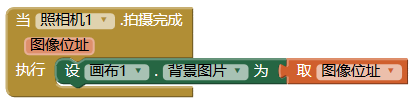 当 照相机1 .拍摄完成
图像位址
执行 设 画布1 . 背景图片 为 取 图像位址